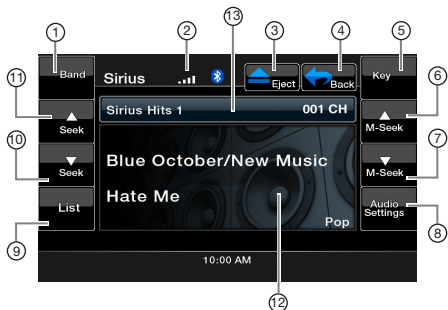 1
2
13
3
4
5
Band
Sirius
Eject
Back
Key
11
Sirius Hits 1
001 CH
6
Seek
M-Seek
10
Blue October/New Music
7
Seek
M-Seek
Hate Me
List
Audio
Settings
Pop
9
8
10:00 AM
12